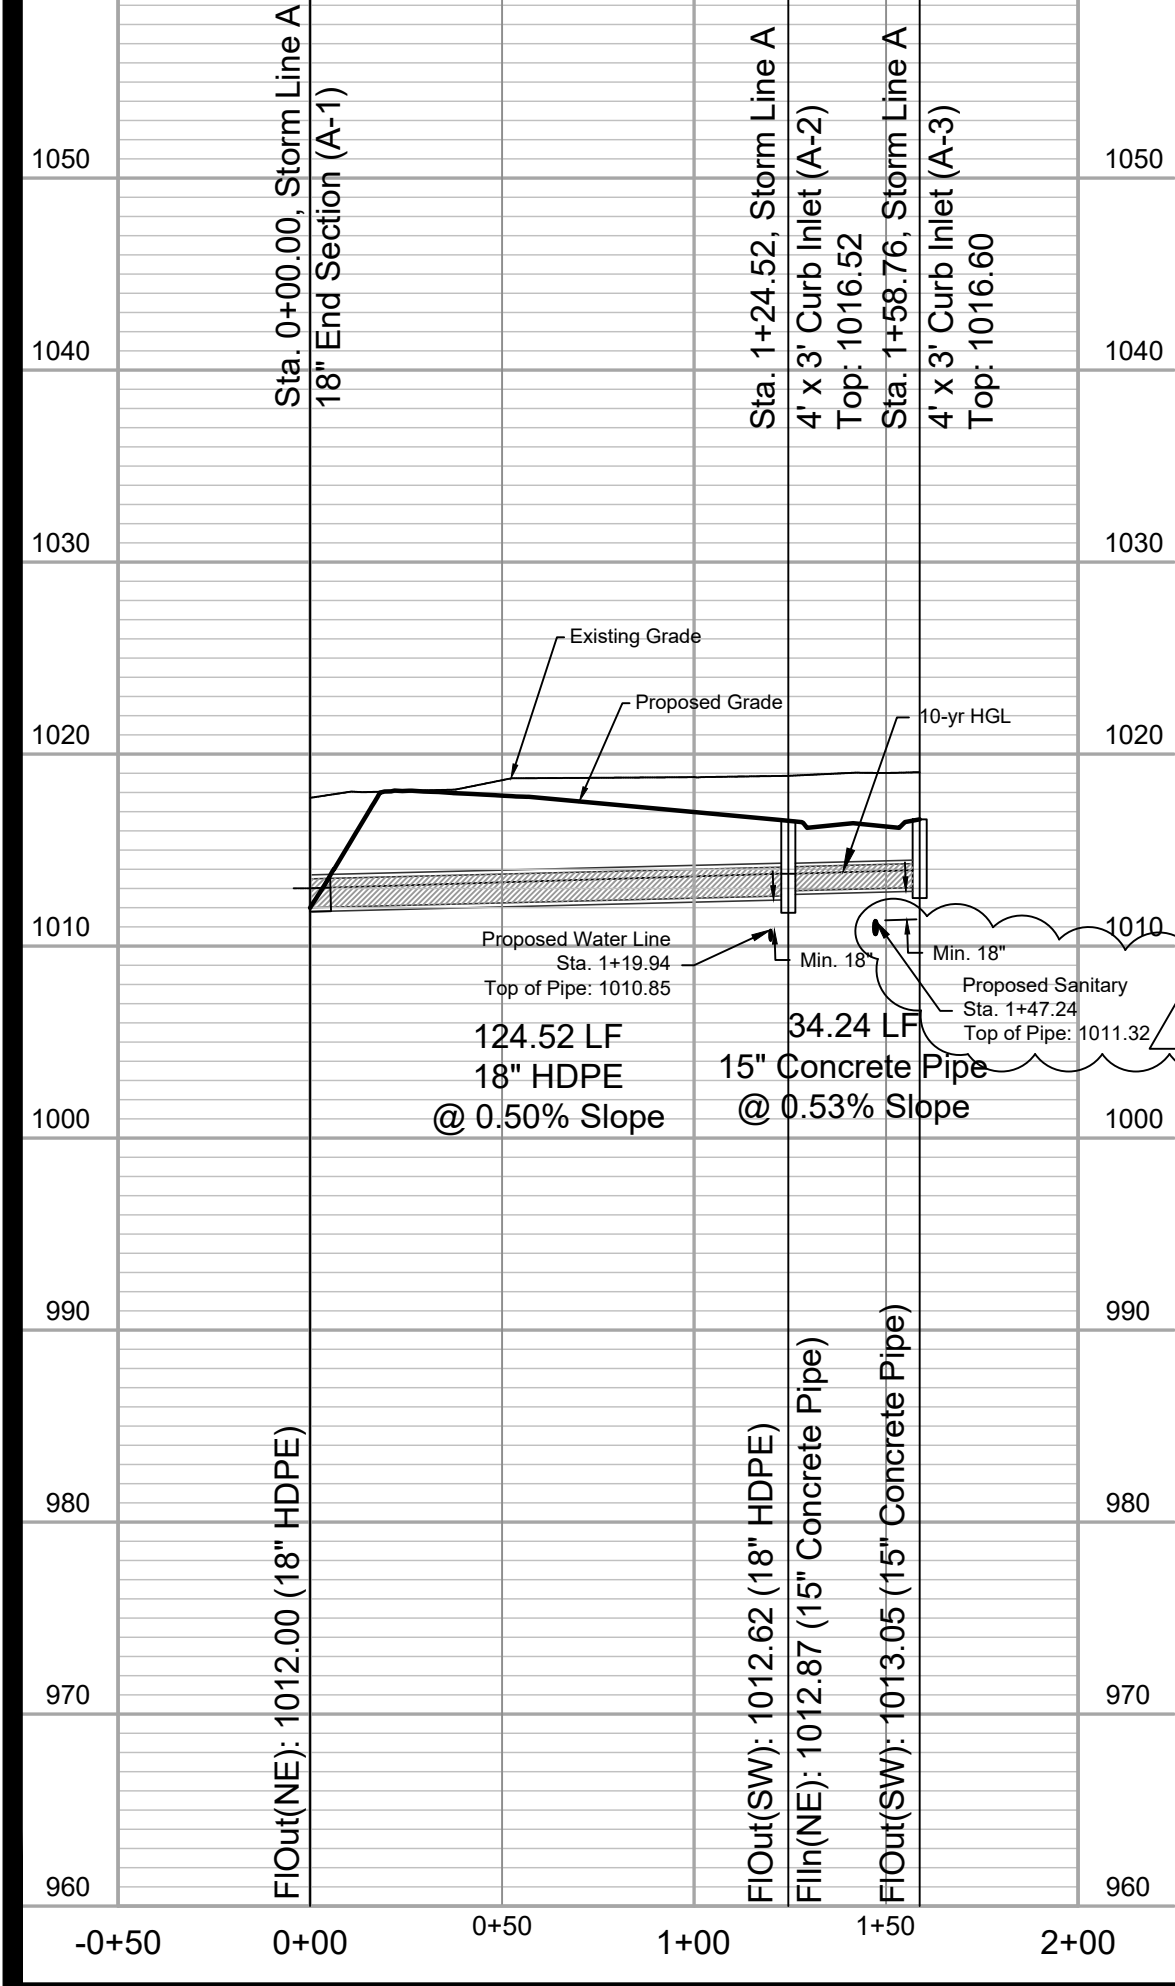 Sta. 0+00.00, Storm Line A
18" End Section (A-1)
Sta. 1+24.52, Storm Line A
4' x 3' Curb Inlet (A-2)
Top: 1016.52
Sta. 1+58.76, Storm Line A
4' x 3' Curb Inlet (A-3)
Top: 1016.60
1050
1050
1040
1040
1030
1030
Existing Grade
Proposed Grade
10-yr HGL
1020
1020
1010
1010
Proposed Water Line
Sta. 1+19.94
Top of Pipe: 1010.85
Min. 18"
Min. 18"
Proposed Sanitary
Sta. 1+47.24
Top of Pipe: 1011.32
124.52 LF
18" HDPE
@ 0.50% Slope
34.24 LF
15" Concrete Pipe
@ 0.53% Slope
1000
1000
990
990
980
980
970
970
960
960
FlOut(NE): 1012.00 (18" HDPE)
FlOut(SW): 1012.62 (18" HDPE)
FlIn(NE): 1012.87 (15" Concrete Pipe)
FlOut(SW): 1013.05 (15" Concrete Pipe)
-0+50
0+00
0+50
1+00
1+50
2+00